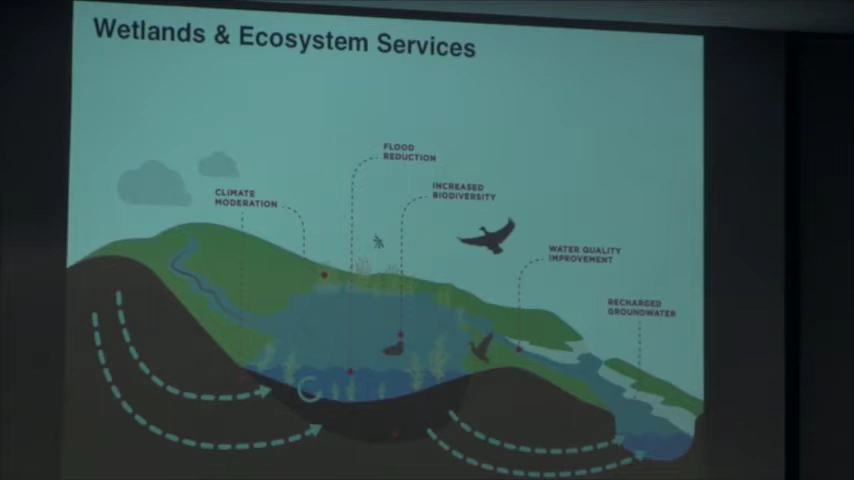 Wetlands & Ecosystem Services
FLOOD
REDUCTION
CLIMATE
MODERATION
INCREASED
BIODIVERSITY
WATER QUALITY
IMPROVEMENT
RECHARGED
GROUNDWATER